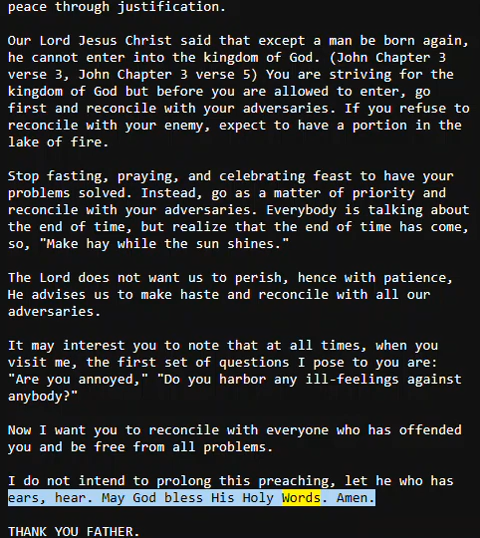 peace through justification.
Our Lord Jesus Christ said that except a man be born again,
he cannot enter into the kingdom of God. (John Chapter 3
verse 3, John Chapter 3 verse 5) You are striving for the
kingdom of God but before you are allowed to enter, go
first and reconcile with your adversaries. If you refuse to
reconcile with your enemy, expect to have a portion in the
lake of fire.
Stop fasting, praying, and celebrating feast to have your
problems solved. Instead, go as a matter of priority and
reconcile with your adversaries. Everybody is talking about
the end of time, but realize that the end of time has come,
so, "Make hay while the sun shines."
The Lord does not want us to perish, hence with patience,
He advises us to make haste and reconcile with all our
adversaries.
It may interest you to note that at all times, when you
visit me, the first set of questions I pose to you are:
"Are you annoyed," "Do you harbor any ill-feelings against
anybody?"
Now I want you to reconcile with everyone who has offended
you and be free from all problems.
I do not intend to prolong this preaching, let he who has
ears, hear. May God bless His Holy Words. Amen.
THANK YOU FATHER.